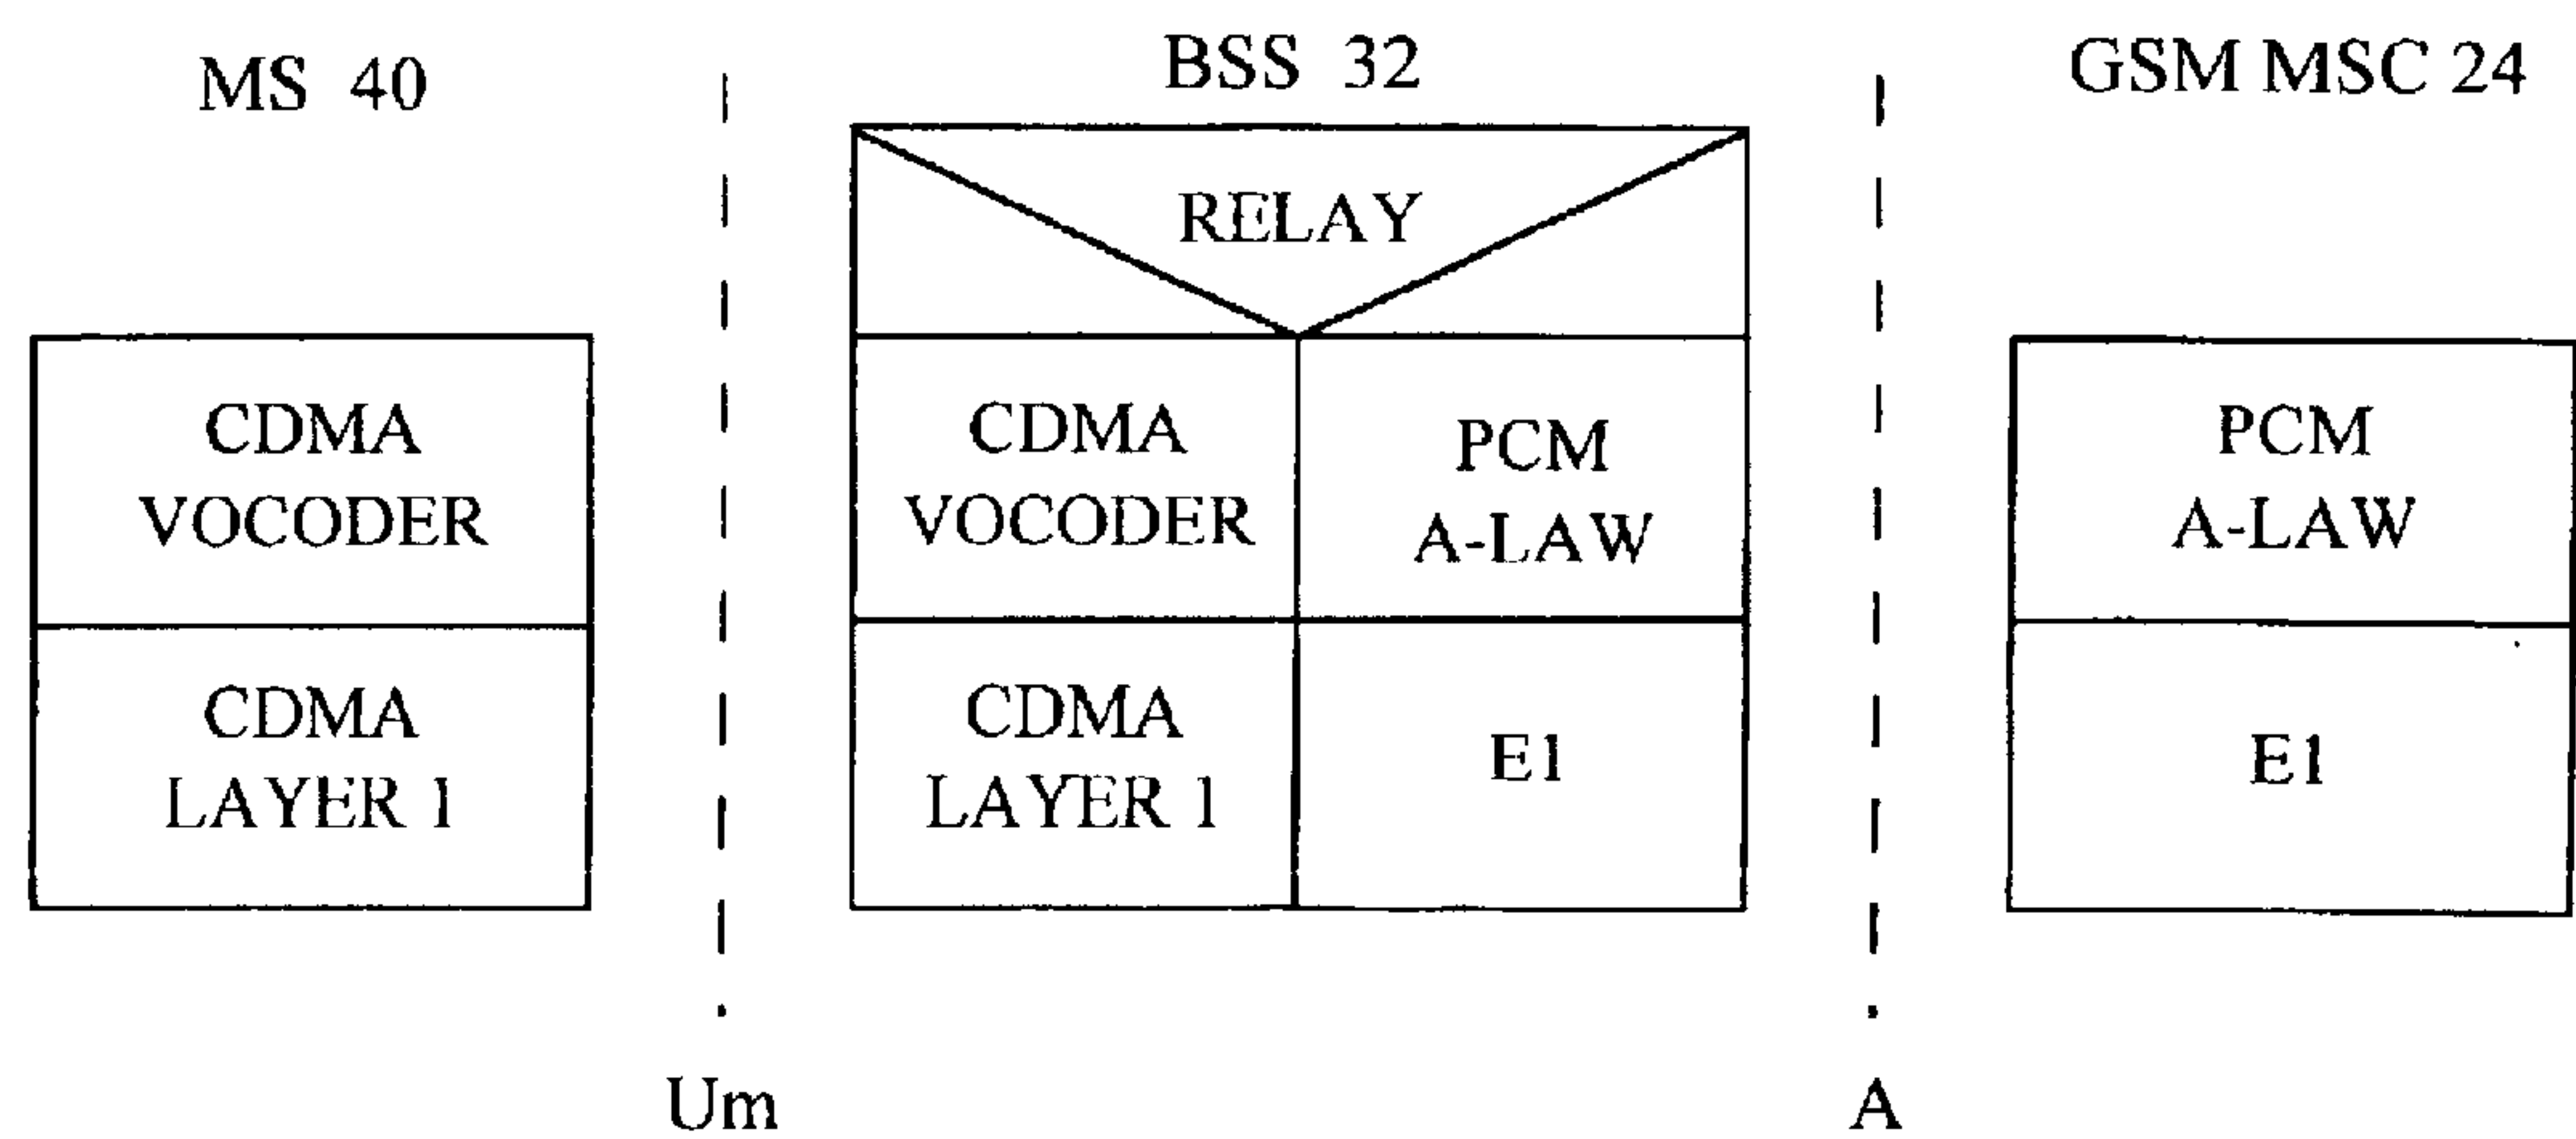 MS 40
BSS 32
GSM MSC 24
RELAY
CDMA
VOCODER
CDMA
VOCODER
PCM
A-LAW
PCM
A-LAW
CDMA
LAYER 1
CDMA
LAYER 1
E1
E1
Um
A